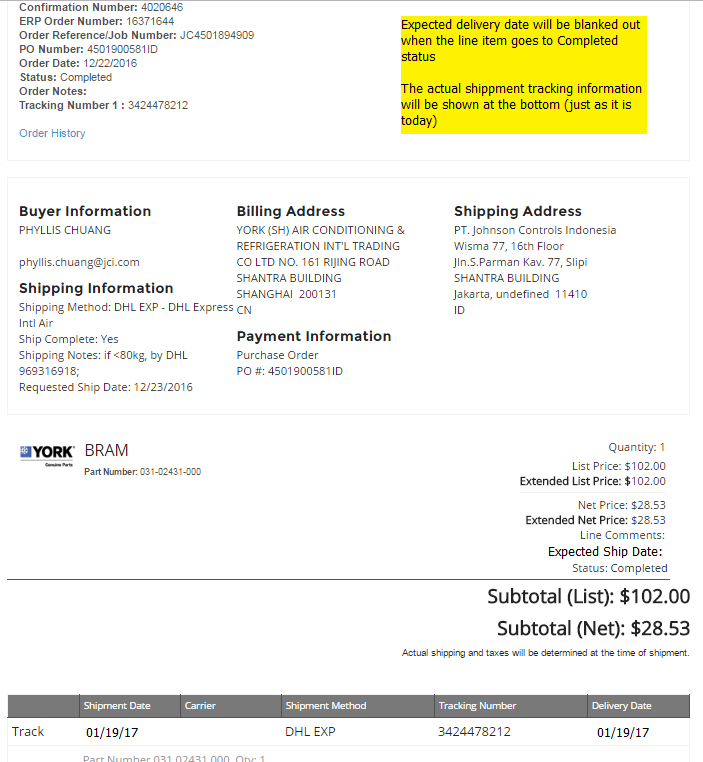 Confirmation Number: 4020646
ERP Order Number: 16371644
Order Reference/Job Number: JC4501894909
PO Number: 4501900581ID
Order Date: 12/22/2016
Status: Completed
Order Notes:
Tracking Number 1 : 3424478212
Order History
Expected delivery date will be blanked out
when the line item goes to Completed
status
The actual shippment tracking information
will be shown at the bottom (just as it is
today)
Buyer Information
PHYLLIS CHUANG
phyllis.chuang@jci.com
Shipping Information
Shipping Method: DHL EXP - DHL Express
Intl Air
Ship Complete: Yes
Shipping Notes: if <80kg, by DHL
969316918;
Requested Ship Date: 12/23/2016
Billing Address
YORK (SH) AIR CONDITIONING &
REFRIGERATION INT'L TRADING
CO LTD NO. 161 RIJING ROAD
SHANTRA BUILDING
SHANGHAI 200131
CN
Payment Information
Purchase Order
PO #: 4501900581ID
Shipping Address
PT. Johnson Controls Indonesia
Wisma 77, 16th Floor
Jln.S.Parman Kav. 77, Slipi
SHANTRA BUILDING
Jakarta, undefined 11410
ID
YORK
Genuine Parts
BRAM
Part Number: 031-02431-000
Quantity: 1
List Price: $102.00
Extended List Price: $102.00
Net Price: $28.53
Extended Net Price: $28.53
Line Comments:
Expected Ship Date:
Status: Completed
Subtotal (List): $102.00
Subtotal (Net): $28.53
Actual shipping and taxes will be determined at the time of shipment.
Shipment Date Carrier Shipment Method Tracking Number Delivery Date
Track 01/19/17 DHL EXP 3424478212 01/19/17
Part Number 031 02431 000 Qty: 1